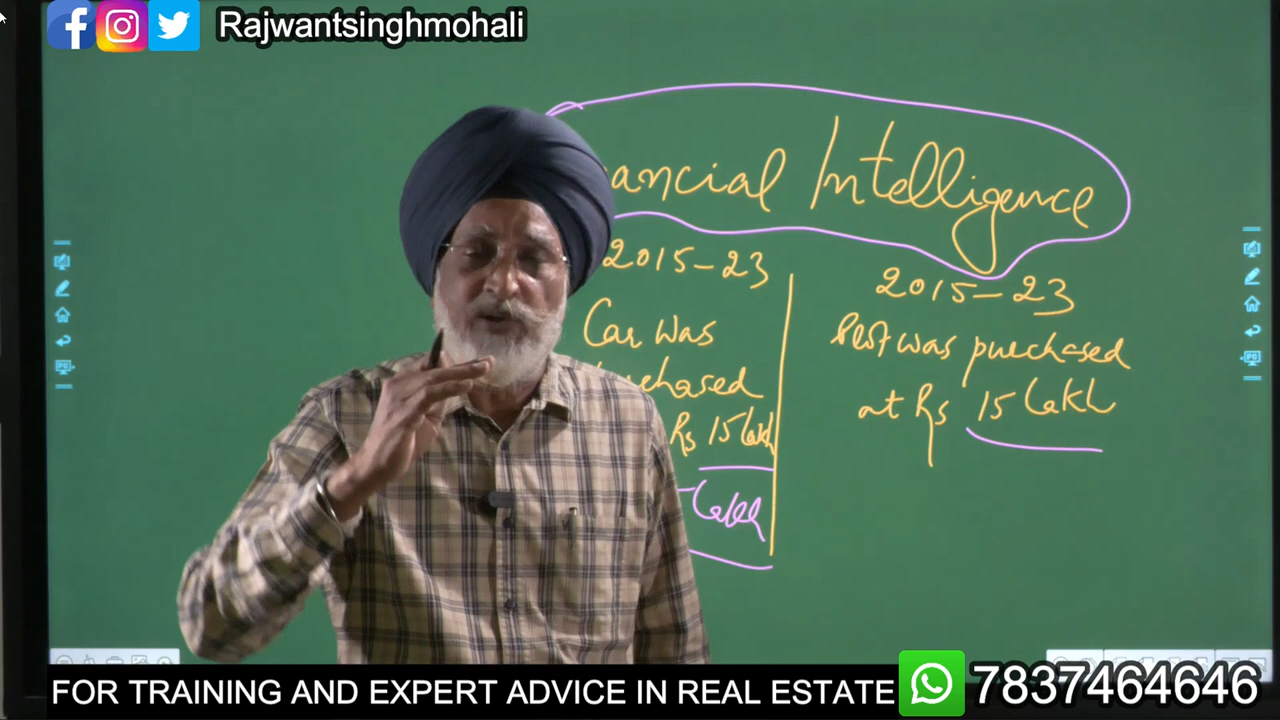 Rajwantsinghmohali
ancial Intelligence
2015-23
Car was
chased
Rs 15 lakh
lakh
2015-23
was purchased
at Rs 15 lakh
FOR TRAINING AND EXPERT ADVICE IN REAL ESTATE 7837464646